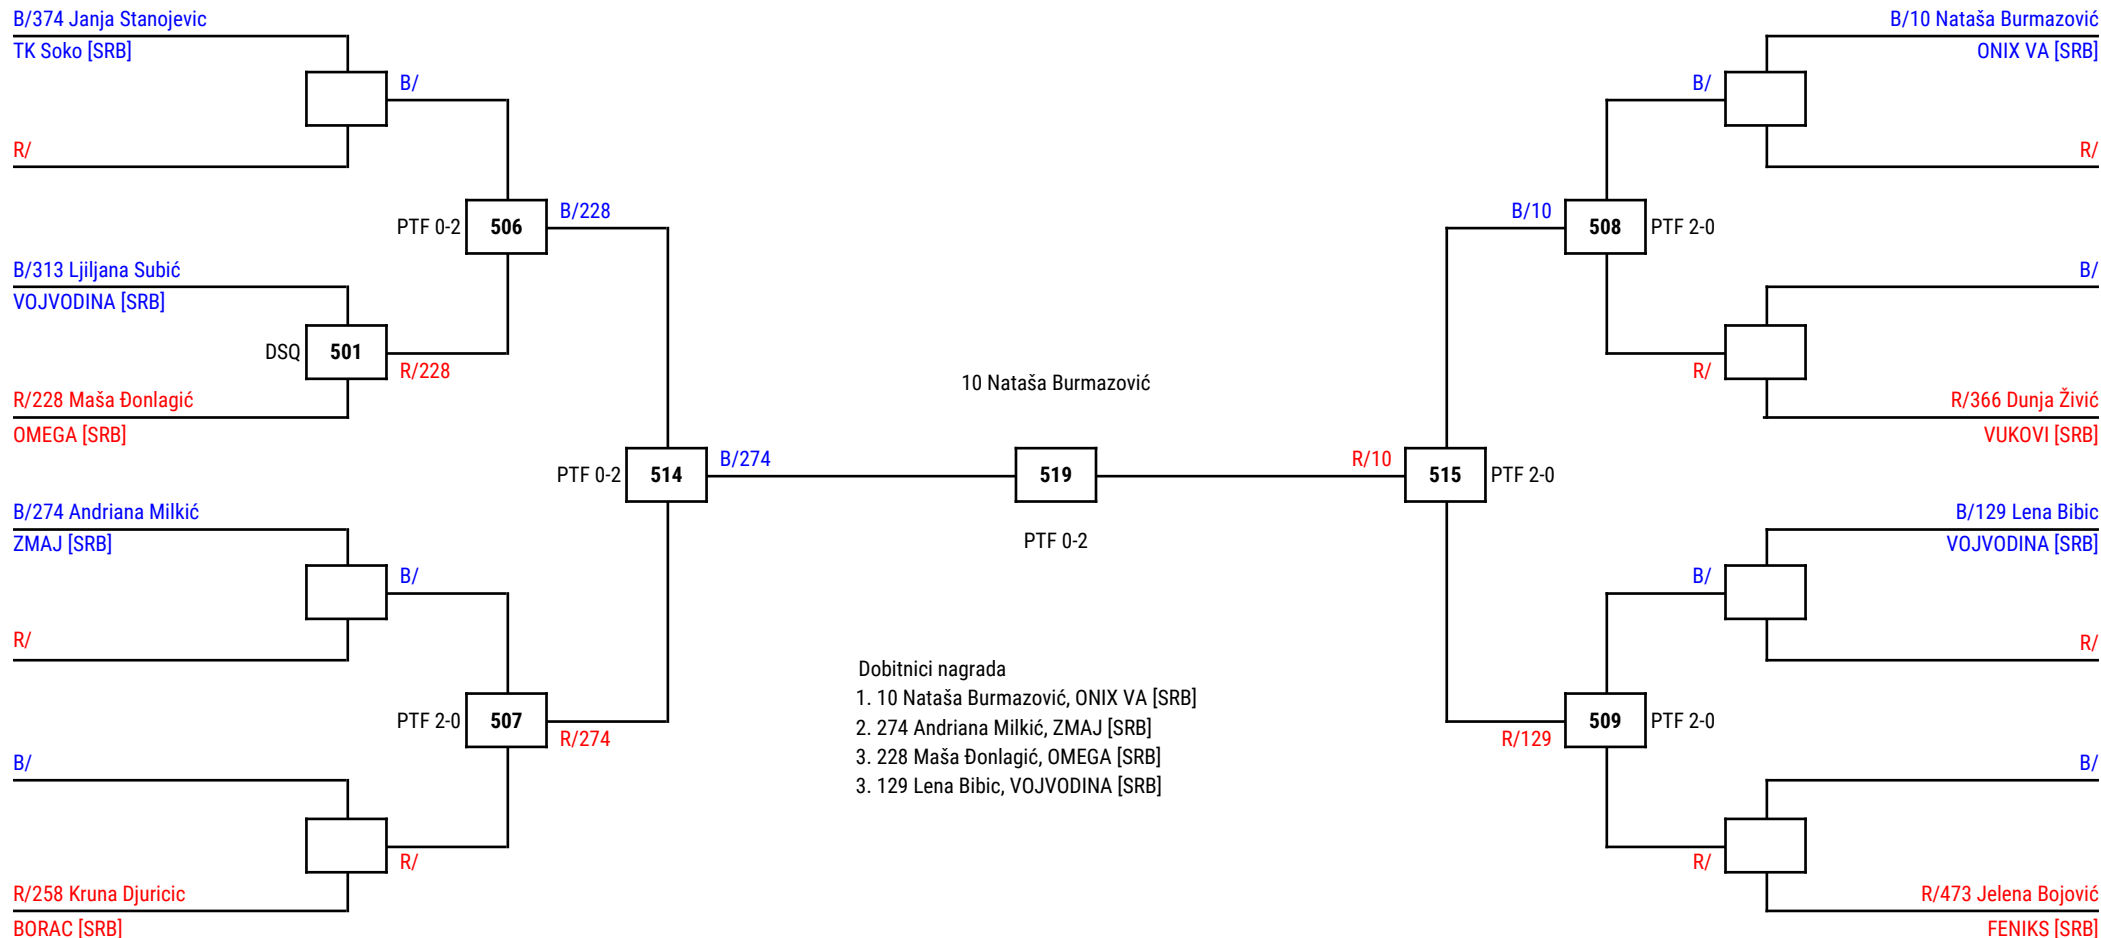 B/374 Janja Stanojevic
TK Soko [SRB]
B/
R/
PTF 0-2
506
B/228
B/313 Ljiljana Subić
VOJVODINA [SRB]
DSQ
501
R/228
R/228 Maša Đonlagić
OMEGA [SRB]
PTF 0-2
514
B/274
B/274 Andriana Milkić
ZMAJ [SRB]
B/
R/
PTF 2-0
507
R/274
B/
R/
R/258 Kruna Djuricic
BORAC [SRB]
10 Nataša Burmazović
519
PTF 0-2
Dobitnici nagrada
1. 10 Nataša Burmazović, ONIX VA [SRB]
2. 274 Andriana Milkić, ZMAJ [SRB]
3. 228 Maša Đonlagić, OMEGA [SRB]
3. 129 Lena Bibic, VOJVODINA [SRB]
B/10 Nataša Burmazović
ONIX VA [SRB]
B/
R/
B/10
508
PTF 2-0
B/
R/
R/366 Dunja Živić
VUKOVI [SRB]
R/10
515
PTF 2-0
B/129 Lena Bibic
VOJVODINA [SRB]
B/
R/
R/129
509
PTF 2-0
B/
R/
R/473 Jelena Bojović
FENIKS [SRB]